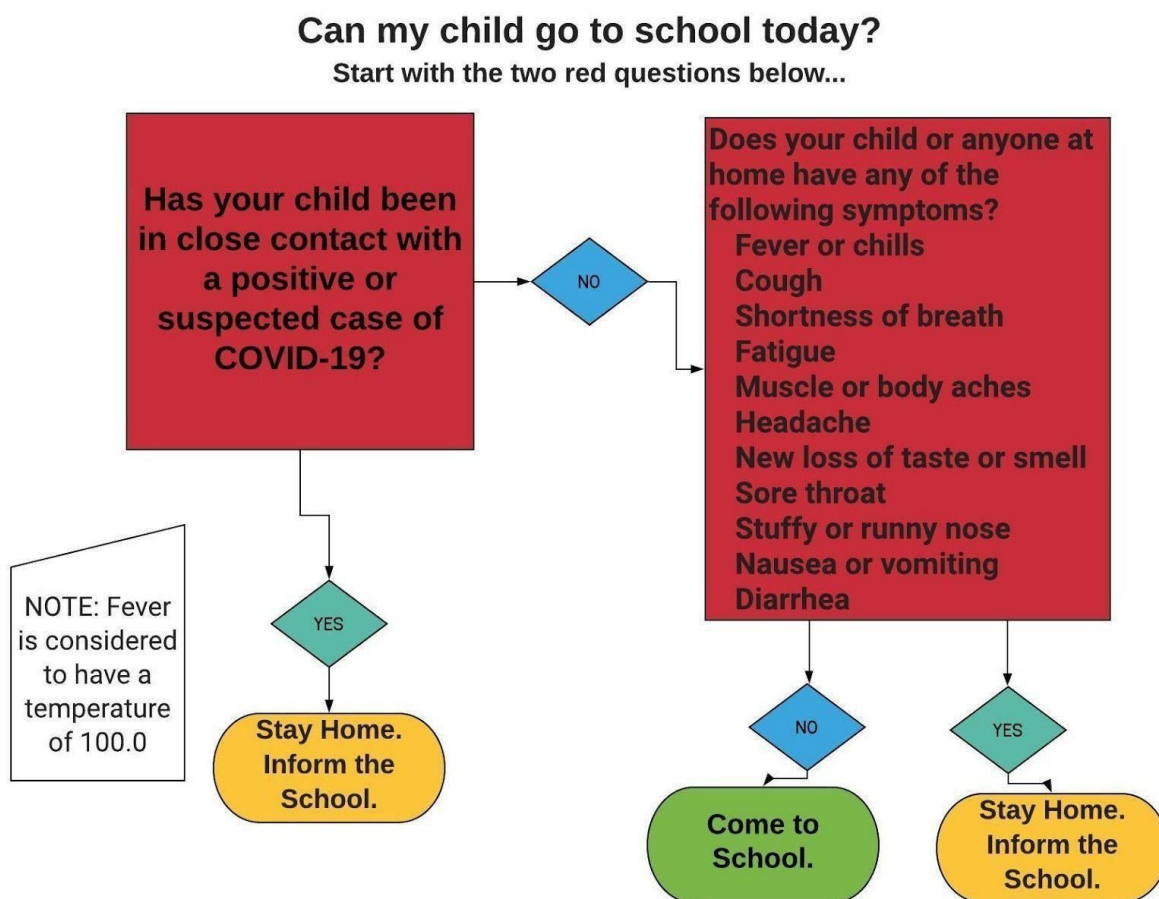 Can my child go to school today?
Start with the two red questions below...
Has your child been
in close contact with
a positive or
suspected case of
COVID-19?
NO
Does your child or anyone at
home have any of the
following symptoms?
Fever or chills
Cough
Shortness of breath
Fatigue
Muscle or body aches
Headache
New loss of taste or smell
Sore throat
Stuffy or runny nose
Nausea or vomiting
Diarrhea
NOTE: Fever
is considered
to have a
temperature
of 100.0
YES
Stay Home.
Inform the
School.
NO
Come to
School.
YES
Stay Home.
Inform the
School.